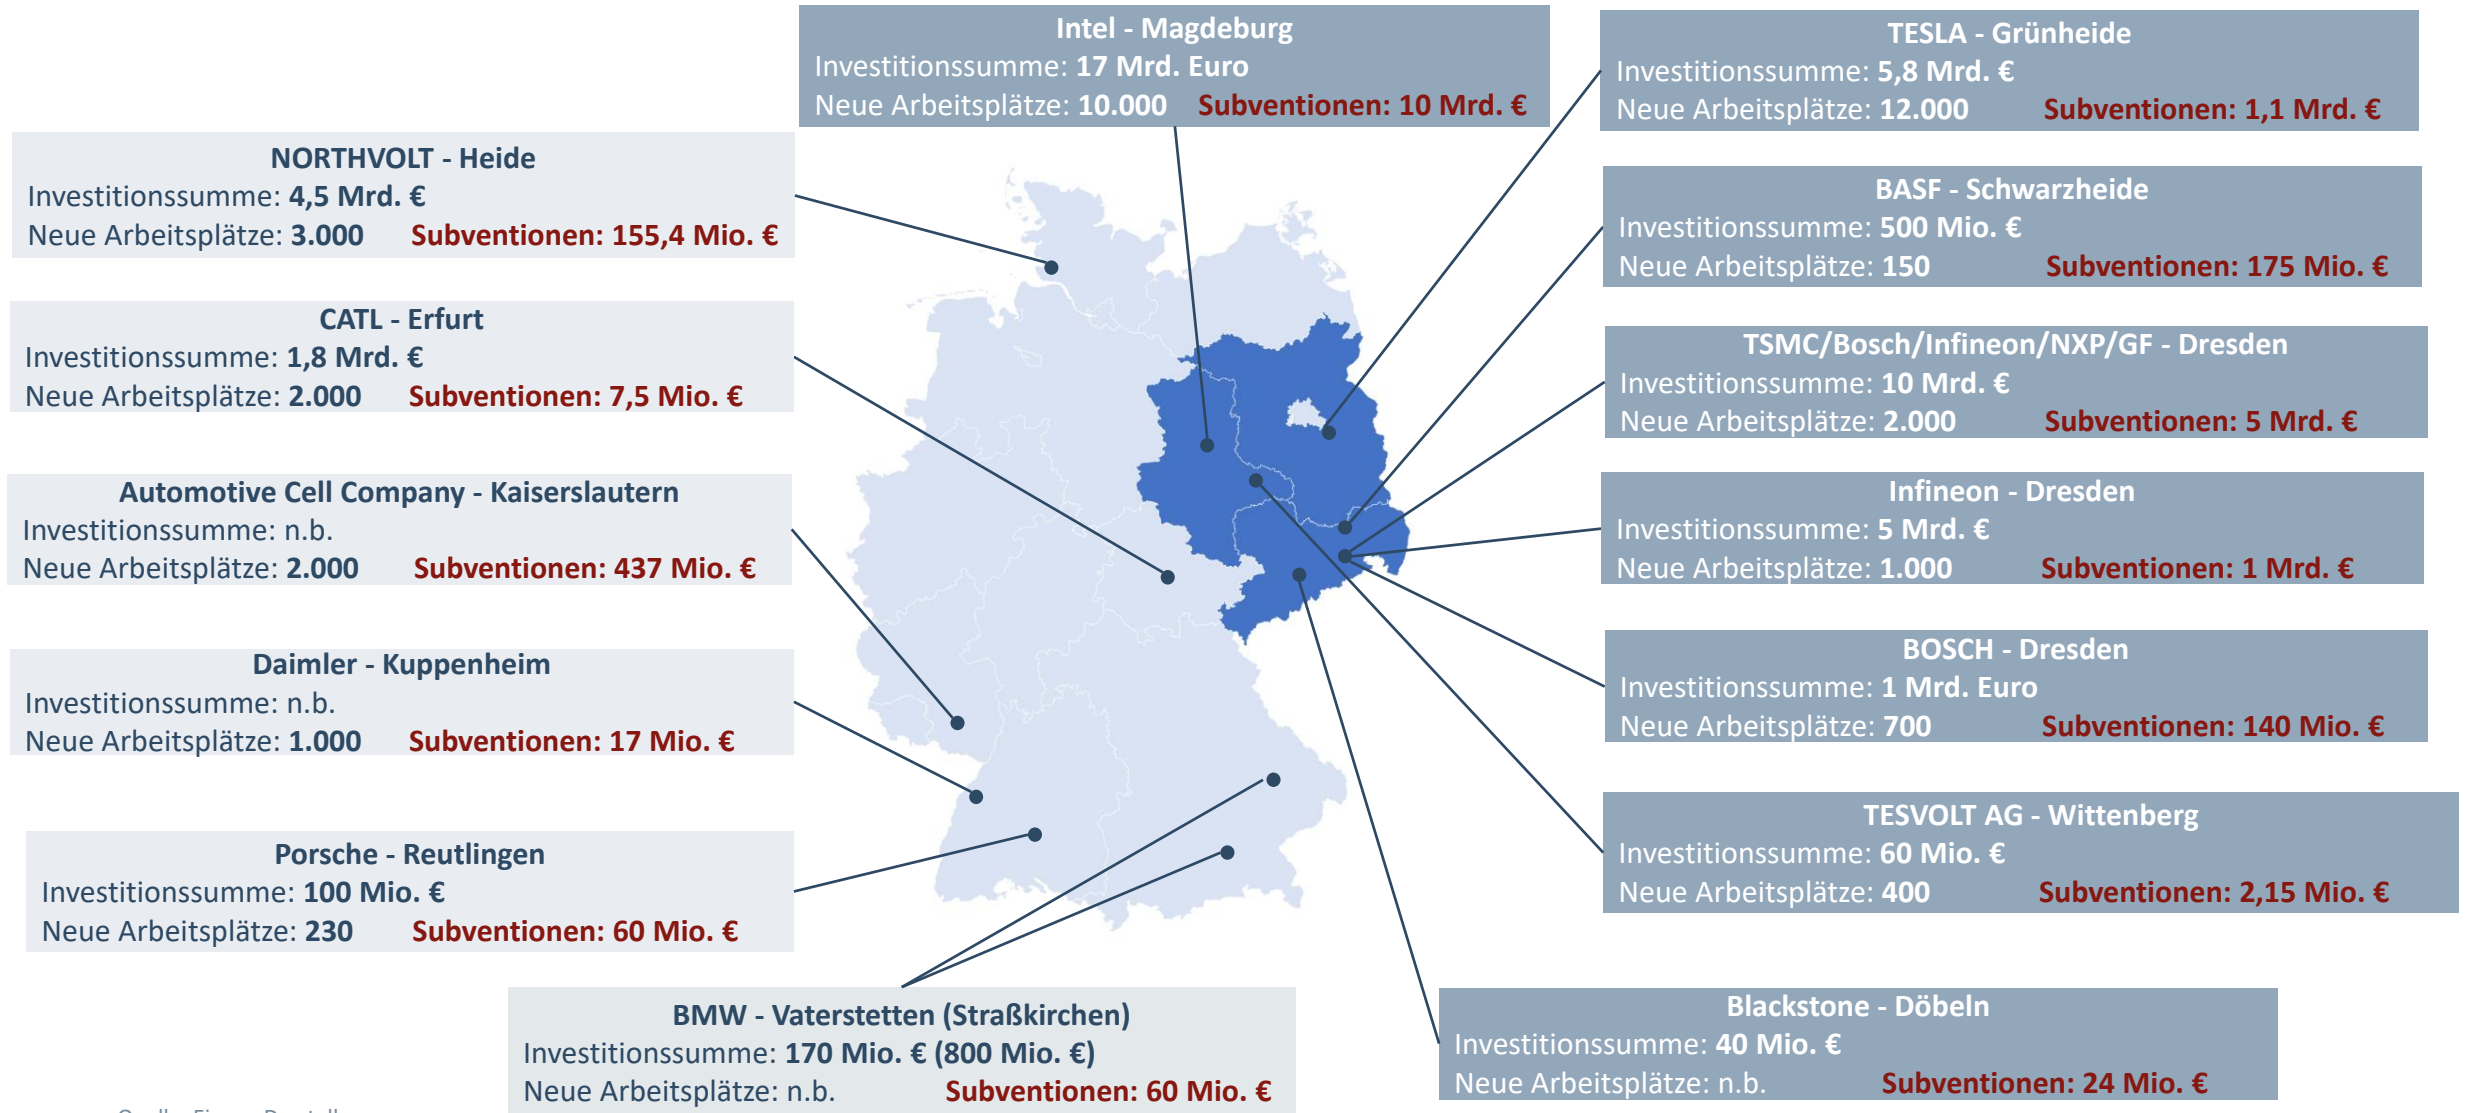 Intel - Magdeburg
Investitionssumme: 17 Mrd. Euro
Neue Arbeitsplätze: 10.000 Subventionen: 10 Mrd. €
TESLA - Grünheide
Investitionssumme: 5,8 Mrd. €
Neue Arbeitsplätze: 12.000 Subventionen: 1,1 Mrd. €
NORTHVOLT - Heide
Investitionssumme: 4,5 Mrd. €
Neue Arbeitsplätze: 3.000 Subventionen: 155,4 Mio. €
BASF - Schwarzheide
Investitionssumme: 500 Mio. €
Neue Arbeitsplätze: 150 Subventionen: 175 Mio. €
CATL - Erfurt
Investitionssumme: 1,8 Mrd. €
Neue Arbeitsplätze: 2.000 Subventionen: 7,5 Mio. €
TSMC/Bosch/Infineon/NXP/GF - Dresden
Investitionssumme: 10 Mrd. €
Neue Arbeitsplätze: 2.000 Subventionen: 5 Mrd. €
Automotive Cell Company - Kaiserslautern
Investitionssumme: n.b.
Neue Arbeitsplätze: 2.000 Subventionen: 437 Mio. €
Infineon - Dresden
Investitionssumme: 5 Mrd. €
Neue Arbeitsplätze: 1.000 Subventionen: 1 Mrd. €
Daimler - Kuppenheim
Investitionssumme: n.b.
Neue Arbeitsplätze: 1.000 Subventionen: 17 Mio. €
BOSCH - Dresden
Investitionssumme: 1 Mrd. Euro
Neue Arbeitsplätze: 700 Subventionen: 140 Mio. €
Porsche - Reutlingen
Investitionssumme: 100 Mio. €
Neue Arbeitsplätze: 230 Subventionen: 60 Mio. €
TESVOLT AG - Wittenberg
Investitionssumme: 60 Mio. €
Neue Arbeitsplätze: 400 Subventionen: 2,15 Mio. €
BMW - Vaterstetten (Straßkirchen)
Investitionssumme: 170 Mio. € (800 Mio. €)
Neue Arbeitsplätze: n.b. Subventionen: 60 Mio. €
Blackstone - Döbeln
Investitionssumme: 40 Mio. €
Neue Arbeitsplätze: n.b. Subventionen: 24 Mio. €